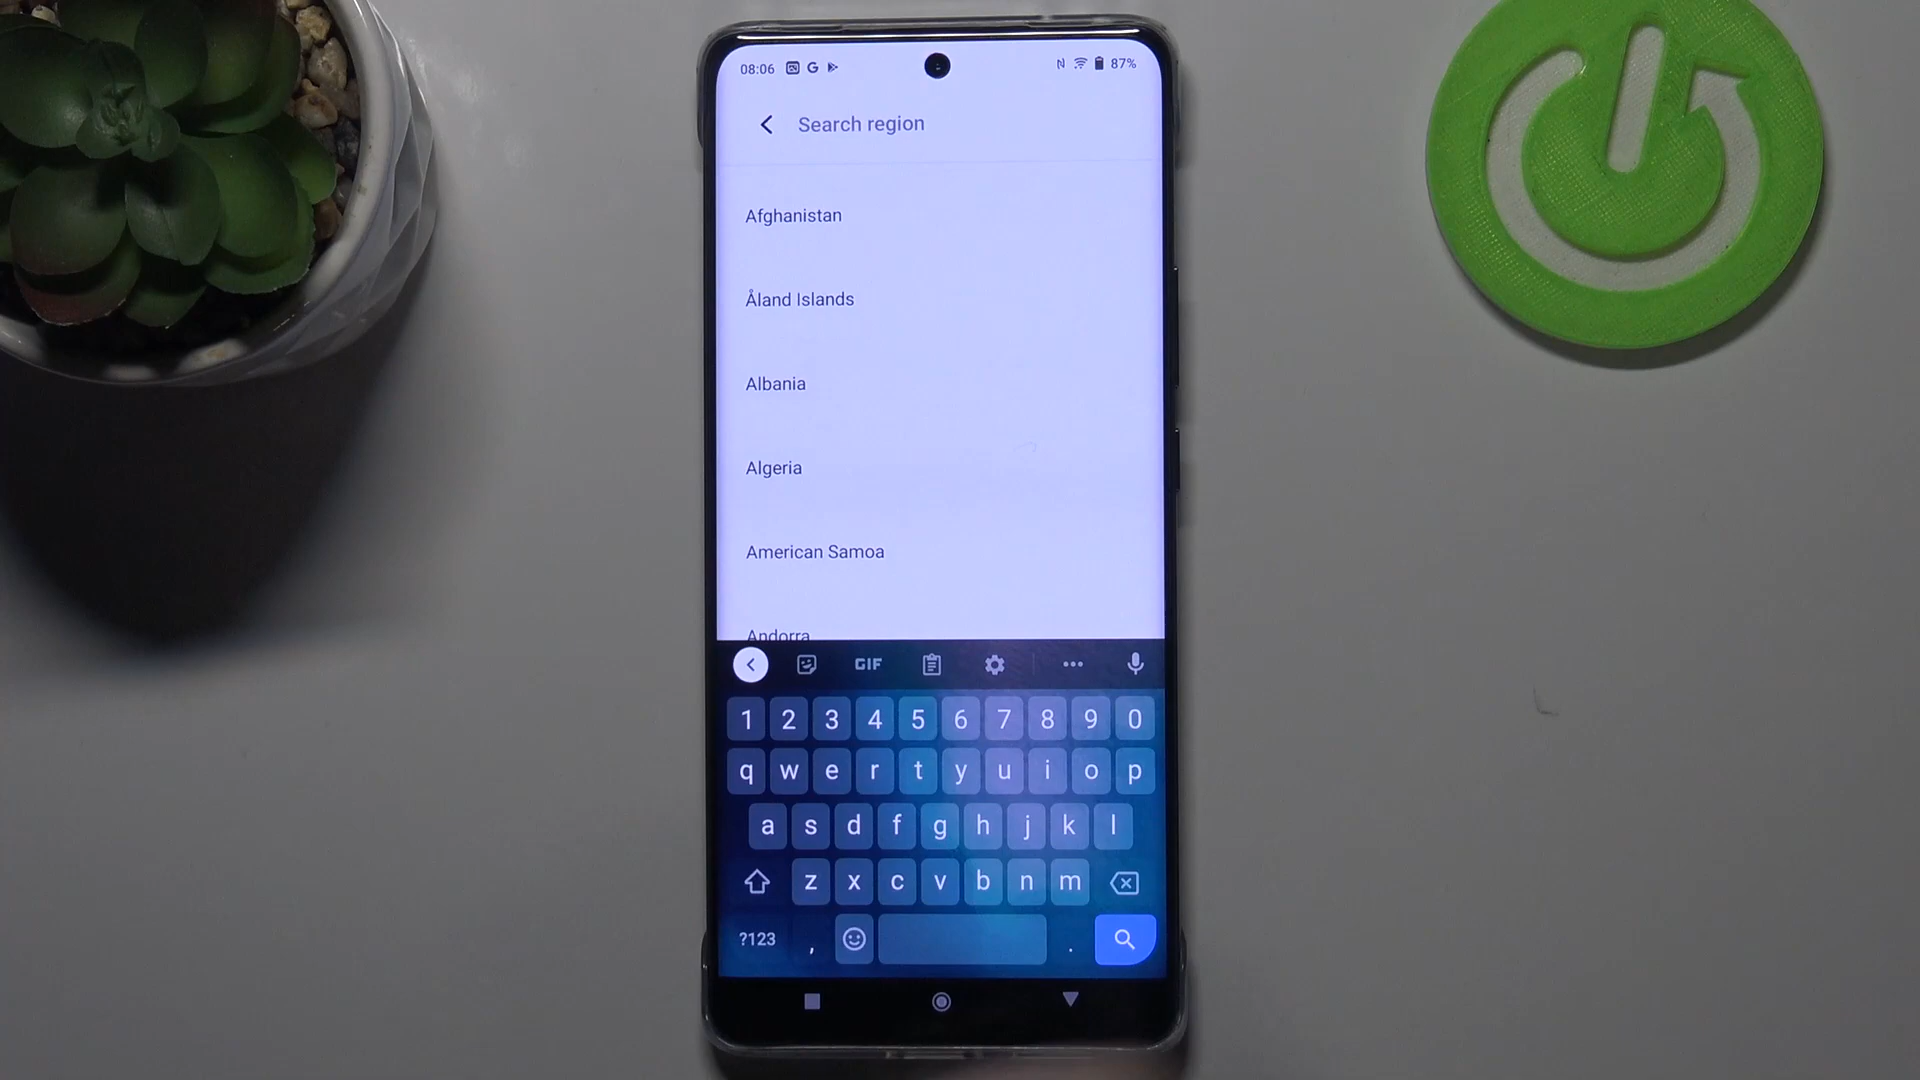 08:06 G 87%
Search region
Afghanistan
Åland Islands
Albania
Algeria
American Samoa
Andorra
GIF
1 2 3 4 5 6 7 8 9 0
q w e r t y u i o p
a s d f g h j k l
z x c v b n m
?123 , .